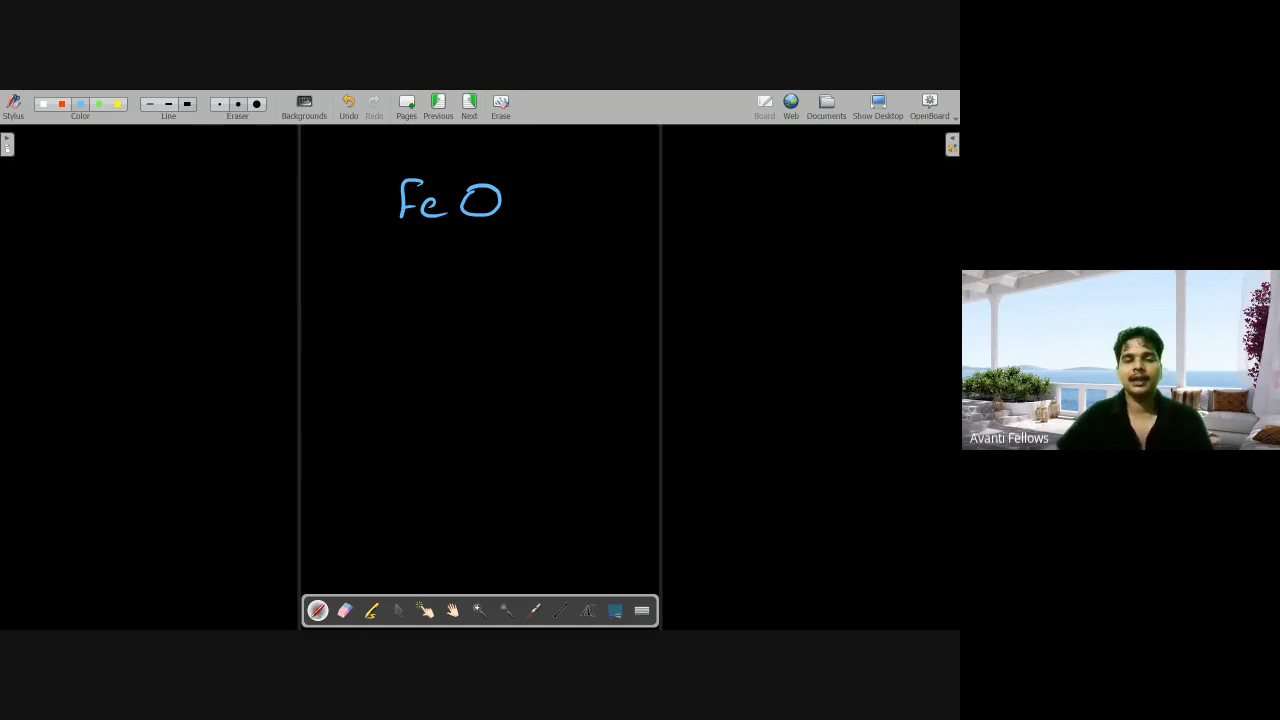 Stylus Color Line Eraser Backgrounds Undo Redo Pages Previous Next Erase Board Web Documents Show Desktop OpenBoard
Fe O
Avanti Fellows